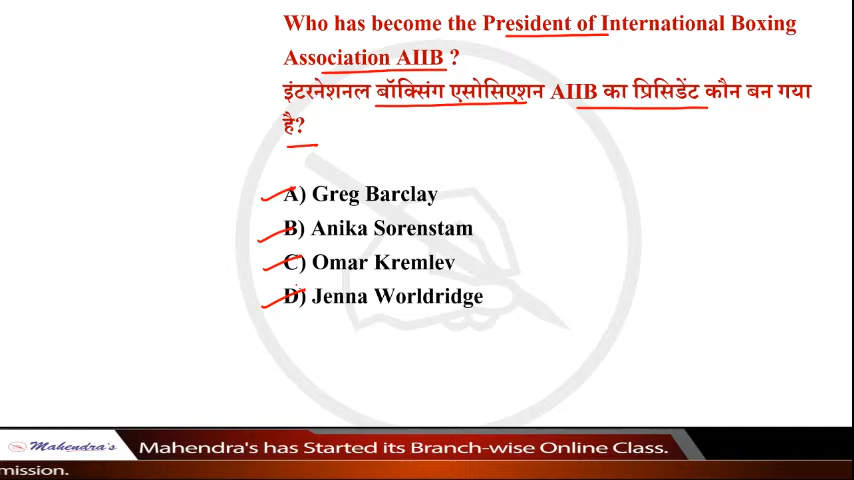 Who has become the President of International Boxing
Association AIIB ?
इंटरनेशनल बॉक्सिंग एसोसिएशन AIIB का प्रिसिडेंट कौन बन गया
है?
A) Greg Barclay
B) Anika Sorenstam
C) Omar Kremlev
D) Jenna Worldridge
Mahendra's Mahendra's has Started its Branch-wise Online Class.
mission.